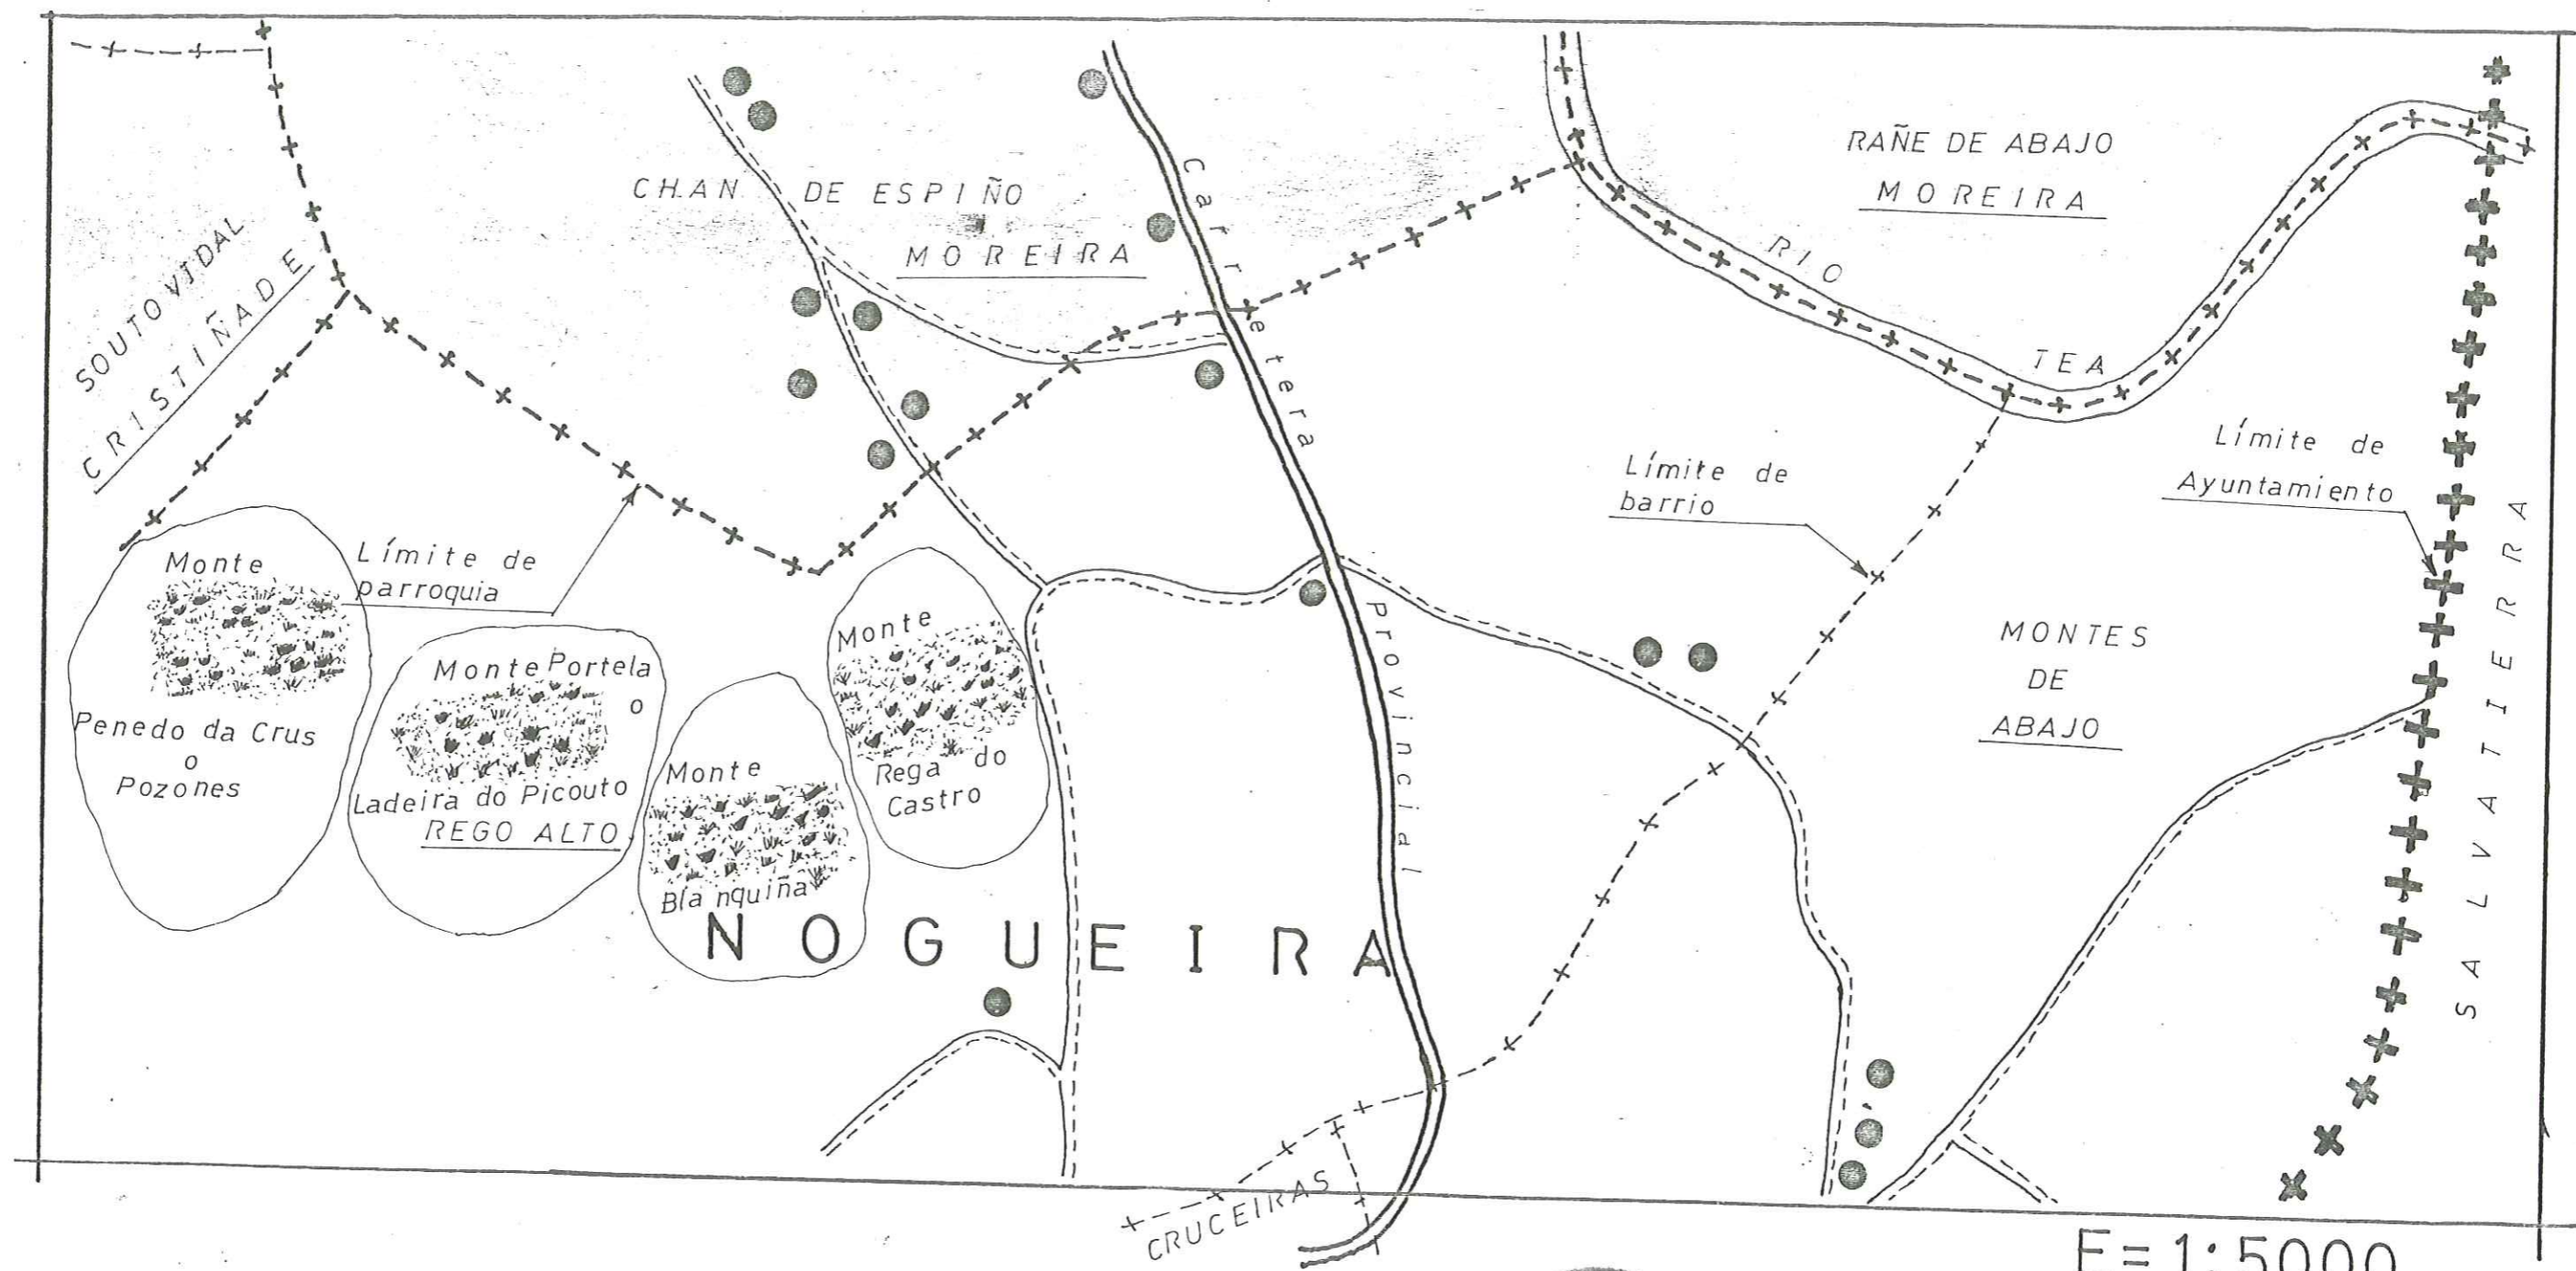 SOUTO VIDAL
CRISTIÑADE
CHAN DE ESPIÑO
MOREIRA
Carretera Provincial
RAÑE DE ABAJO
MOREIRA
RIO TEA
Límite de
barrio
Límite de
Ayuntamiento
SALVATIERRA
Límite de
parroquia
Monte
Penedo da Crus
o
Pozones
Monte Portela
o
Ladeira do Picouto
REGO ALTO
Monte
Blanquiña
Monte
Rega do
Castro
MONTES
DE
ABAJO
NOGUEIRA
CRUCEIRAS
E=1:5000